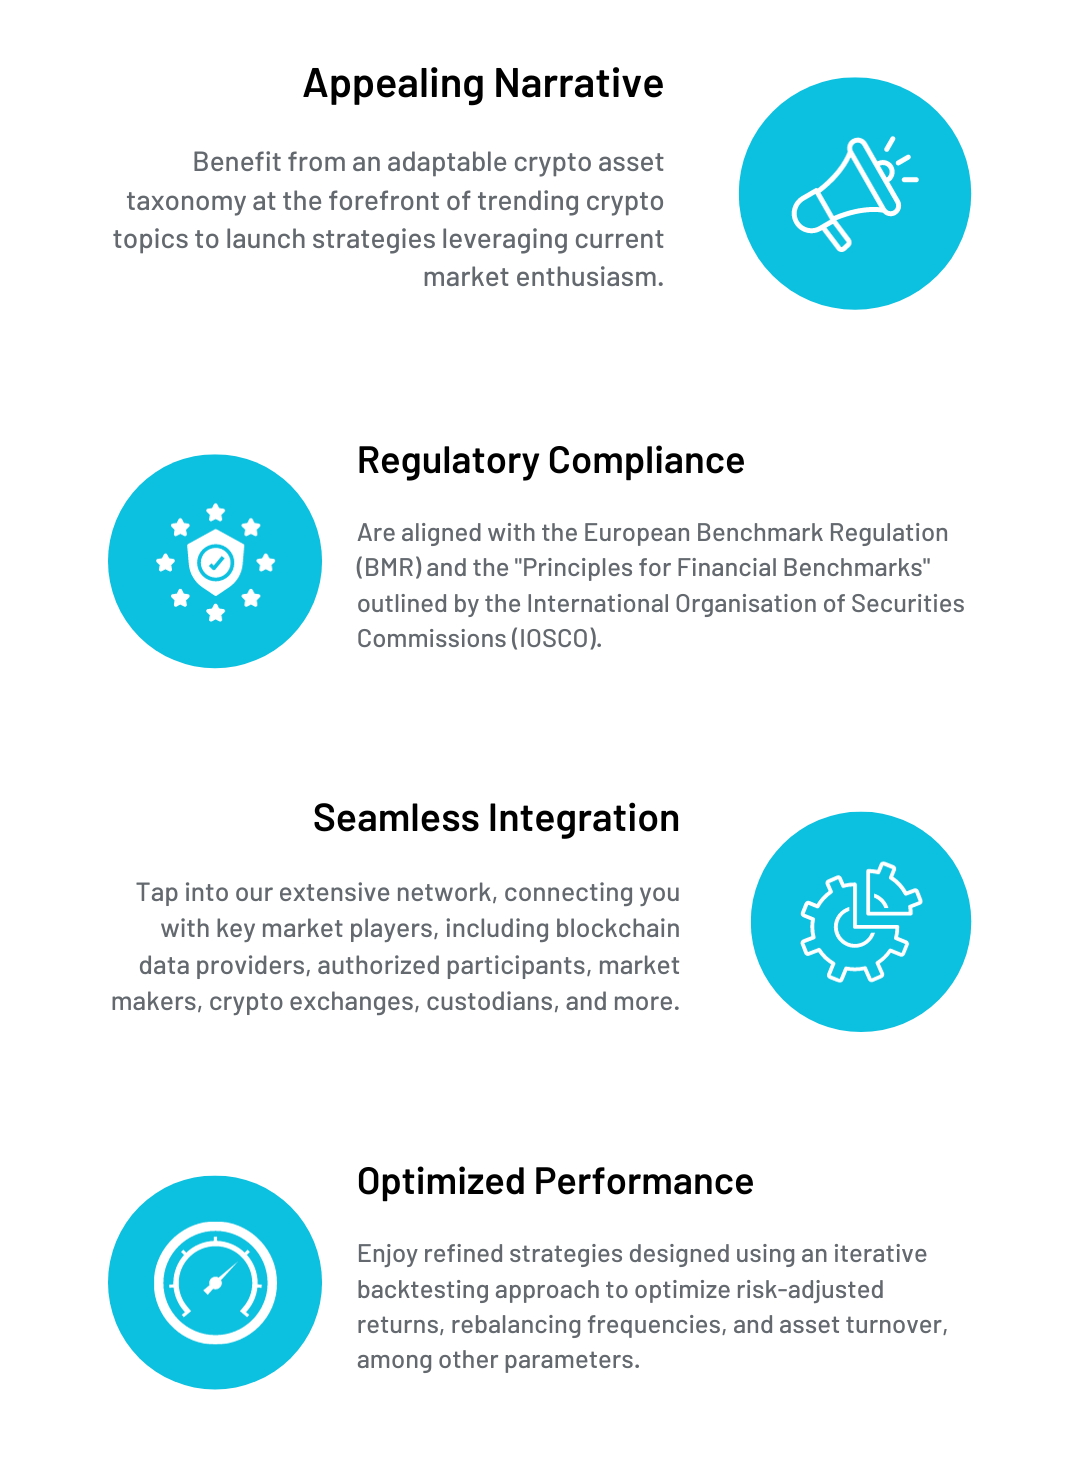 Appealing Narrative
Benefit from an adaptable crypto asset
taxonomy at the forefront of trending crypto
topics to launch strategies leveraging current
market enthusiasm.
Regulatory Compliance
Are aligned with the European Benchmark Regulation
(BMR) and the "Principles for Financial Benchmarks"
outlined by the International Organisation of Securities
Commissions (IOSCO).
Seamless Integration
Tap into our extensive network, connecting you
with key market players, including blockchain
data providers, authorized participants, market
makers, crypto exchanges, custodians, and more.
Optimized Performance
Enjoy refined strategies designed using an iterative
backtesting approach to optimize risk-adjusted
returns, rebalancing frequencies, and asset turnover,
among other parameters.